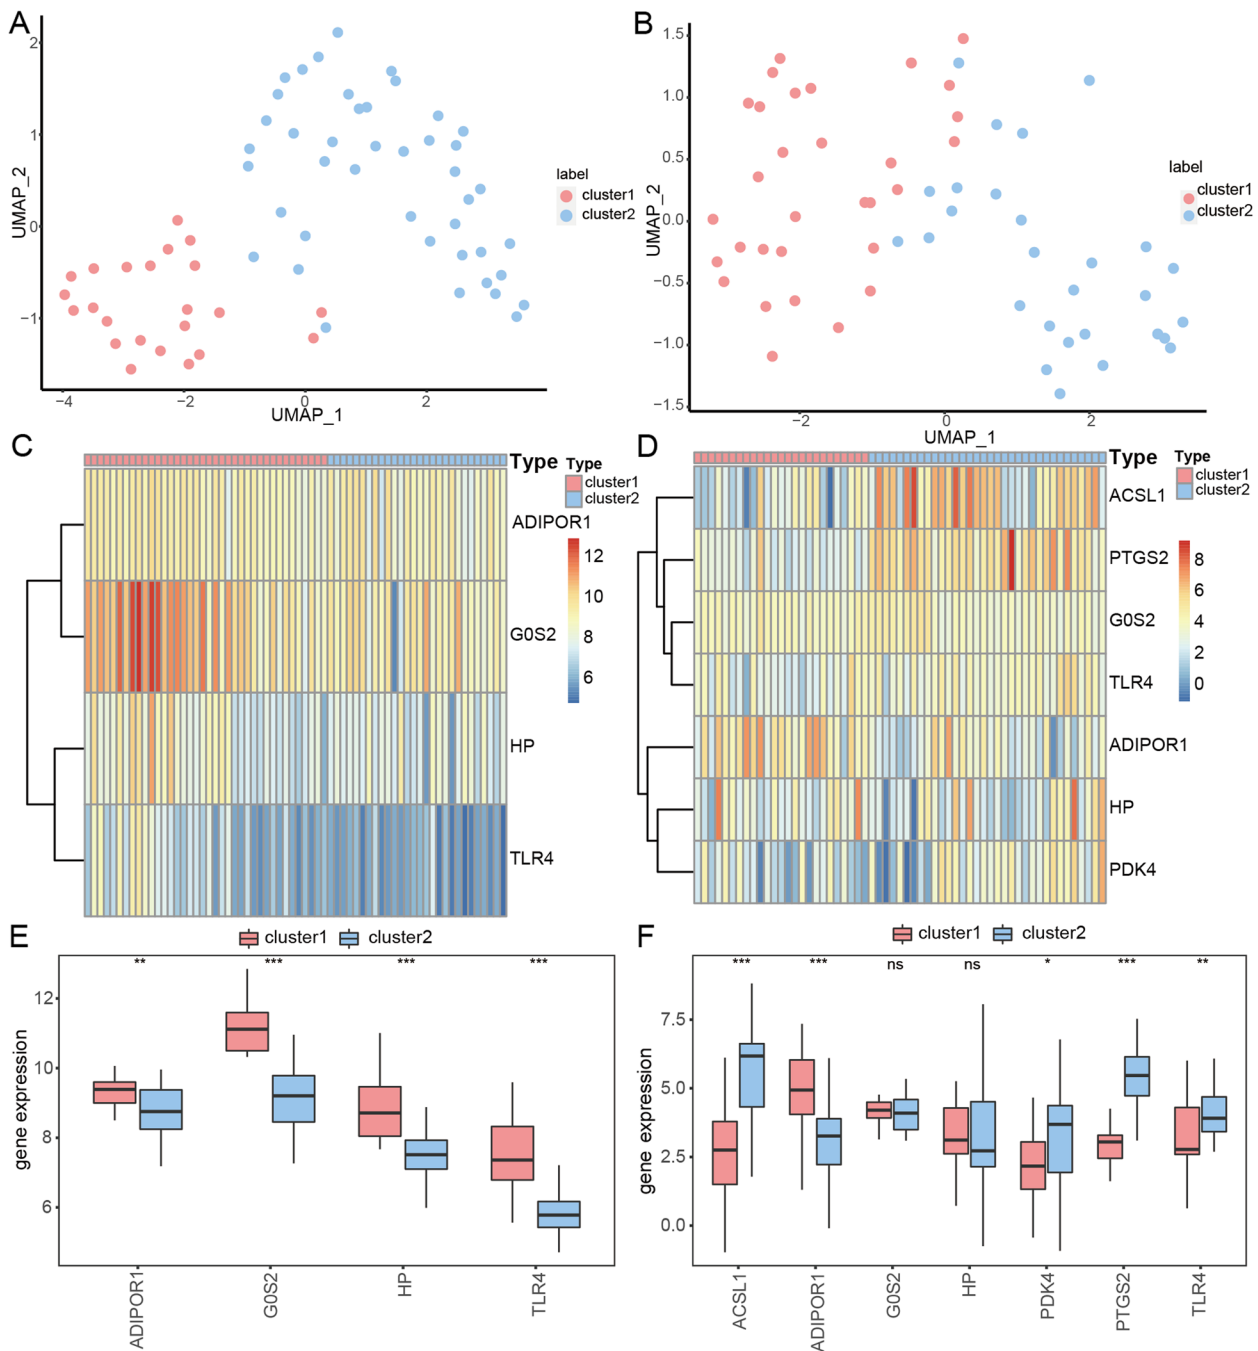 A
2
1
0
−1
UMAP_2
−4
−2
0
2
UMAP_1
label
cluster1
cluster2
B
1.5
1.0
0.5
0.0
−0.5
−1.0
−1.5
UMAP_2
−2
0
2
UMAP_1
label
cluster1
cluster2
C
Type
Type
cluster1
cluster2
ADIPOR1
G0S2
HP
TLR4
12
10
8
6
D
Type
Type
cluster1
cluster2
ACSL1
PTGS2
G0S2
TLR4
ADIPOR1
HP
PDK4
8
6
4
2
0
E
cluster1 cluster2
** *** *** ***
12
10
8
6
gene expression
ADIPOR1
G0S2
HP
TLR4
F
cluster1 cluster2
*** *** ns ns * *** **
7.5
5.0
2.5
0.0
gene expression
ACSL1
ADIPOR1
G0S2
HP
PDK4
PTGS2
TLR4